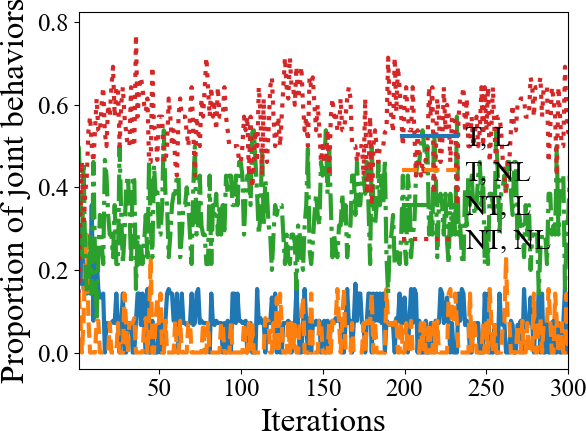 Proportion of joint behaviors
0.8
0.6
0.4
0.2
0.0
T, L
T, NL
NT, L
NT, NL
50 100 150 200 250 300
Iterations